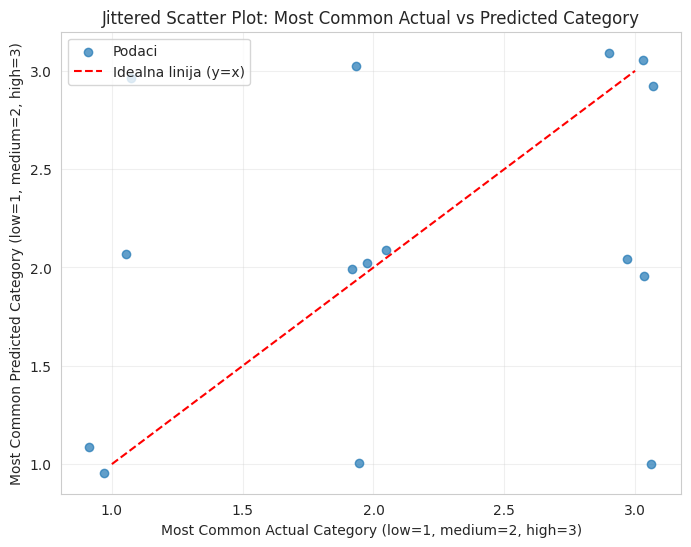 Jittered Scatter Plot: Most Common Actual vs Predicted Category
Podaci
Idealna linija (y=x)
Most Common Predicted Category (low=1, medium=2, high=3)
3.0
2.5
2.0
1.5
1.0
1.0 1.5 2.0 2.5 3.0
Most Common Actual Category (low=1, medium=2, high=3)